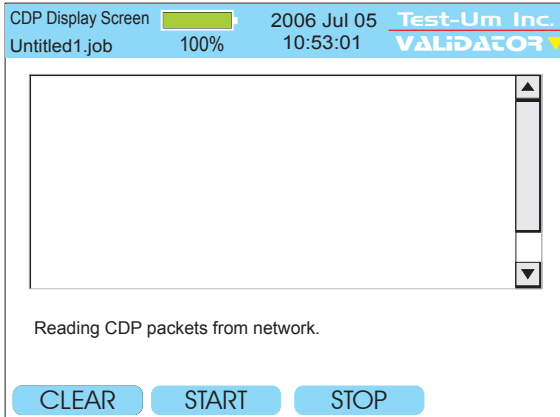 CDP Display Screen
2006 Jul 05
Test-Um Inc.
Untitled1.job
100%
10:53:01
VALiDATOR
Reading CDP packets from network.
CLEAR
START
STOP